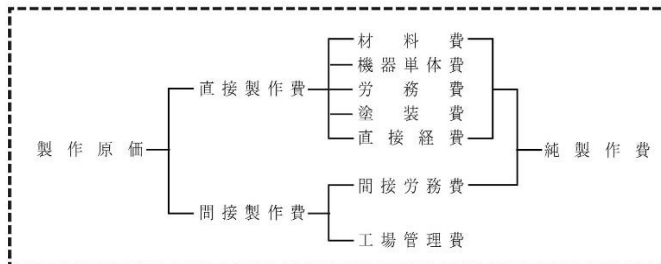 材料費
機器単体費
直接製作費
労務費
塗装費
直接経費
製作原価
純製作費
間接労務費
間接製作費
工場管理費